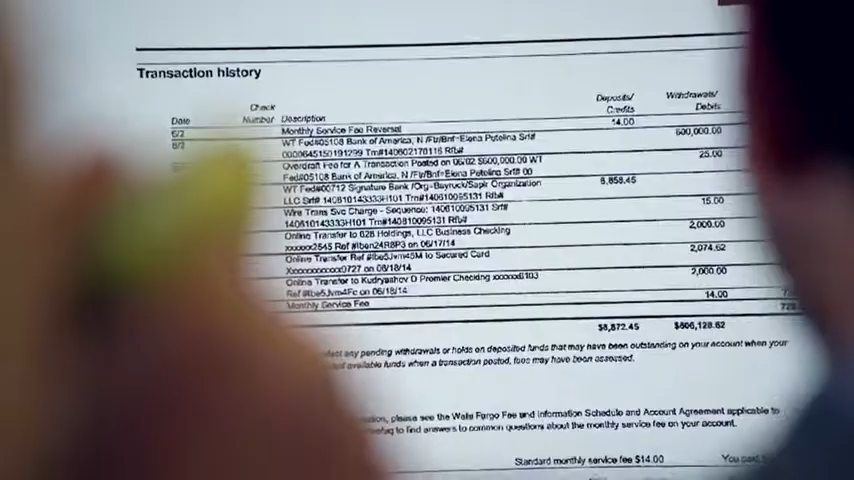 Transaction history
Check Deposits/ Withdrawals/
Date Number Description Credits Debits
6/2 Monthly Service Fee Reversal 14.00
6/2 WT Fed#05108 Bank of America, N /Ftr/Bnf=Elena Putolina Srf# 600,000.00
0000645150191299 Trn#140602170116 Rfb#
Overdraft Fee for A Transaction Posted on 06/02 $600,000.00 WT 25.00
Fed#05108 Bank of America, N /Ftr/Bnf=Elena Putolina Srf# 00
WT Fed#00712 Signature Bank /Org=Bayrock/Sapir Organization 8,858.45
LLC Srf# 140610143333H101 Trn#140610095131 Rfb#
Wire Trans Svc Charge - Sequence: 140610095131 Srf# 15.00
140610143333H101 Trn#140610095131 Rfb#
Online Transfer to 628 Holdings, LLC Business Checking 2,000.00
xxxxxx2545 Ref #Iben24R8P3 on 06/17/14
Online Transfer Ref #Ibe5Jvm45M to Secured Card 2,074.62
Xxxxxxxxxxxx0727 on 06/18/14
Online Transfer to Kudryashov D Premier Checking xxxxxx6103 2,000.00
Ref #Ibe5Jvm4Fc on 06/18/14
Monthly Service Fee 14.00
$8,872.45 $606,128.62
any pending withdrawals or holds on deposited funds that may have been outstanding on your account when your
available funds when a transaction posted, fees may have been assessed.
please see the Wells Fargo Fee and Information Schedule and Account Agreement applicable to
to find answers to common questions about the monthly service fee on your account.
Standard monthly service fee $14.00 You paid